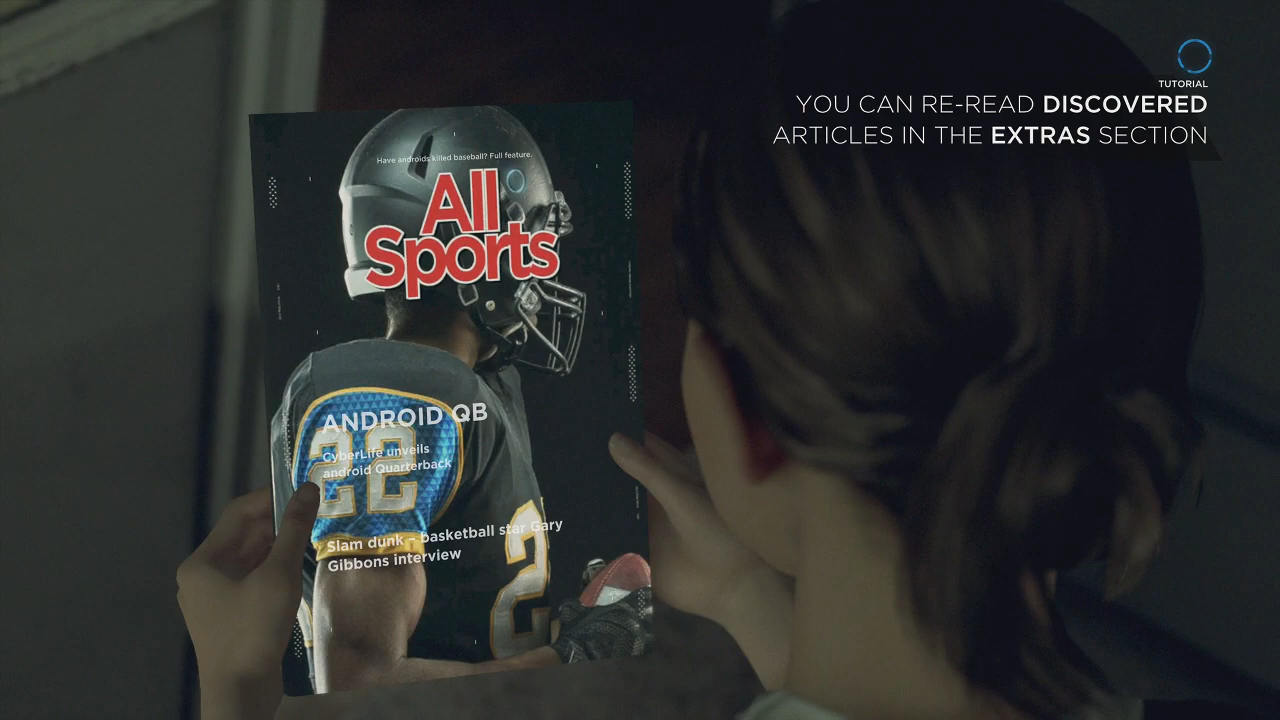 TUTORIAL
YOU CAN RE-READ DISCOVERED
ARTICLES IN THE EXTRAS SECTION
Have androids killed baseball? Full feature.
All
Sports
ANDROID QB
22
CyberLife unveils
android Quarterback
Slam dunk - basketball star Gary
Gibbons interview
2